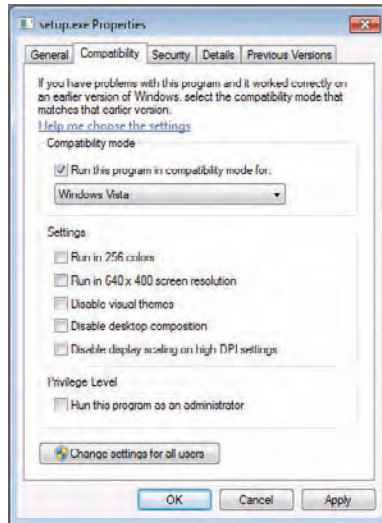 setup.exe Properties
General Compatibility Security Details Previous Versions
If you have problems with this program and it worked correctly on
an earlier version of Windows, select the compatibility mode that
matches that earlier version.
Help me choose the settings
Compatibility mode
Run this program in compatibility mode for:
Windows Vista
Settings
Run in 256 colors
Run in 640 x 480 screen resolution
Disable visual themes
Disable desktop composition
Disable display scaling on high DPI settings
Privilege Level
Run this program as an administrator
Change settings for all users
OK Cancel Apply